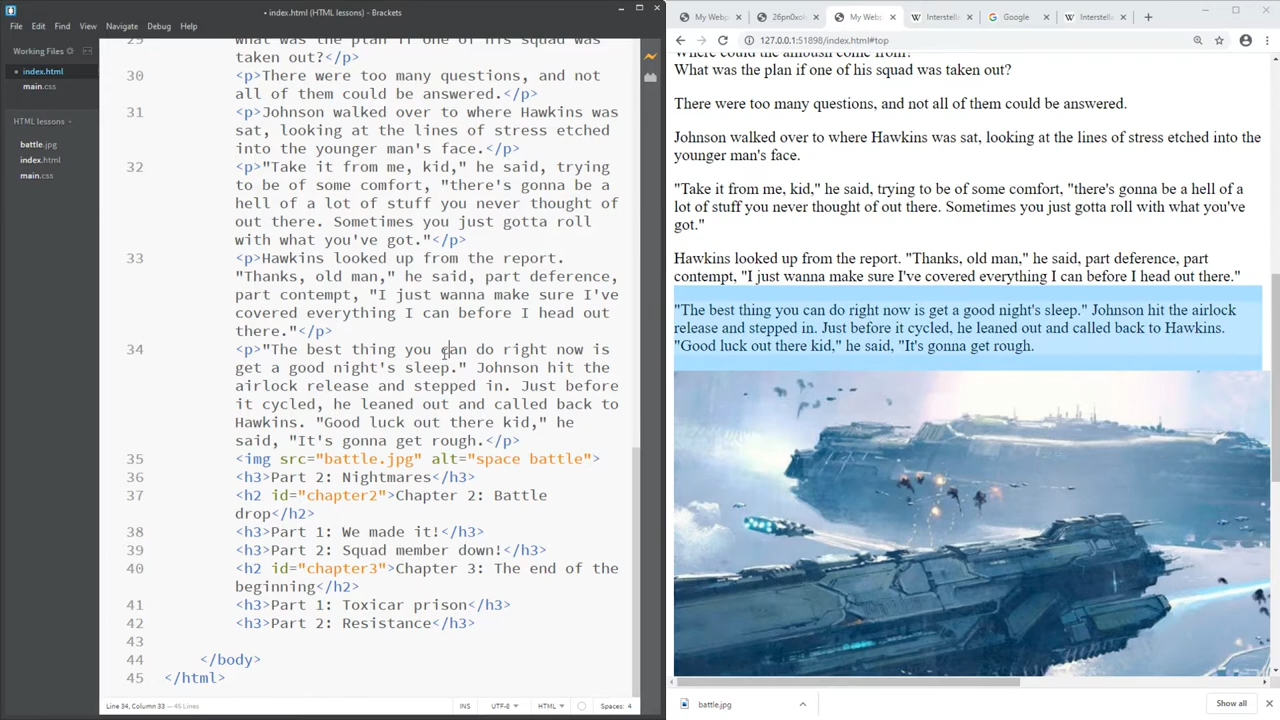 • index.html (HTML lessons) - Brackets
File Edit Find View Navigate Debug Help
Working Files
index.html
main.css
HTML lessons
battle.jpg
index.html
main.css
29 what was the plan if one of his squad was
taken out?</p>
30 <p>There were too many questions, and not
all of them could be answered.</p>
31 <p>Johnson walked over to where Hawkins was
sat, looking at the lines of stress etched
into the younger man's face.</p>
32 <p>"Take it from me, kid," he said, trying
to be of some comfort, "there's gonna be a
hell of a lot of stuff you never thought of
out there. Sometimes you just gotta roll
with what you've got."</p>
33 <p>Hawkins looked up from the report.
"Thanks, old man," he said, part deference,
part contempt, "I just wanna make sure I've
covered everything I can before I head out
there."</p>
34 <p>"The best thing you can do right now is
get a good night's sleep." Johnson hit the
airlock release and stepped in. Just before
it cycled, he leaned out and called back to
Hawkins. "Good luck out there kid," he
said, "It's gonna get rough.</p>
35 <img src="battle.jpg" alt="space battle">
36 <h3>Part 2: Nightmares</h3>
37 <h2 id="chapter2">Chapter 2: Battle
drop</h2>
38 <h3>Part 1: We made it!</h3>
39 <h3>Part 2: Squad member down!</h3>
40 <h2 id="chapter3">Chapter 3: The end of the
beginning</h2>
41 <h3>Part 1: Toxicar prison</h3>
42 <h3>Part 2: Resistance</h3>
43
44 </body>
45 </html>
Line 34, Column 33 — 45 Lines
INS UTF-8 HTML Spaces: 4
My Webp 26pn0xoh My Webp Interstell Google Interstell
127.0.0.1:51898/index.html#top
Where could the ambush come from?
What was the plan if one of his squad was taken out?
There were too many questions, and not all of them could be answered.
Johnson walked over to where Hawkins was sat, looking at the lines of stress etched into the
younger man's face.
"Take it from me, kid," he said, trying to be of some comfort, "there's gonna be a hell of a
lot of stuff you never thought of out there. Sometimes you just gotta roll with what you've
got."
Hawkins looked up from the report. "Thanks, old man," he said, part deference, part
contempt, "I just wanna make sure I've covered everything I can before I head out there."
"The best thing you can do right now is get a good night's sleep." Johnson hit the airlock
release and stepped in. Just before it cycled, he leaned out and called back to Hawkins.
"Good luck out there kid," he said, "It's gonna get rough.
battle.jpg
Show all